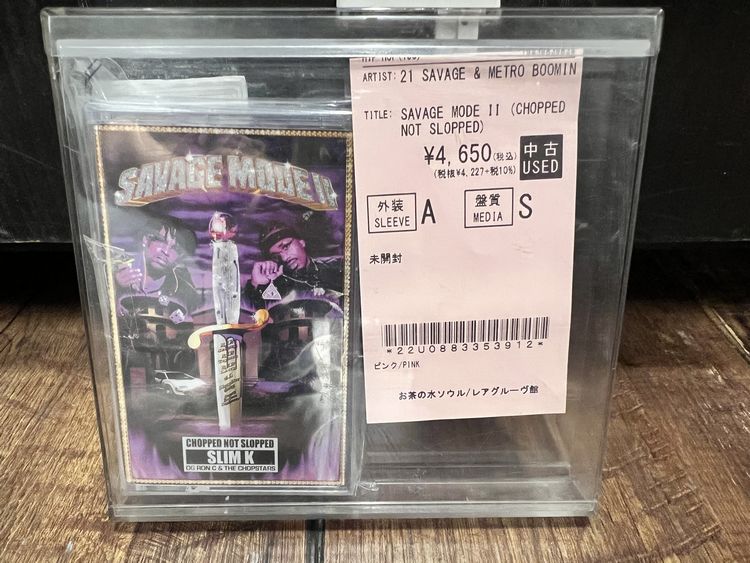 SAVAGE MODE II
CHOPPED NOT SLOPPED
SLIM K
OG RON C & THE CHOPSTARS
ARTIST: 21 SAVAGE & METRO BOOMIN
TITLE: SAVAGE MODE II (CHOPPED
NOT SLOPPED)
¥4,650(税込)
(税抜¥4,227+税10%)
中古
USED
外装
SLEEVE
A
盤質
MEDIA
S
未開封
*22U0883353912*
ピンク/PINK
お茶の水ソウル/レアグルーヴ館